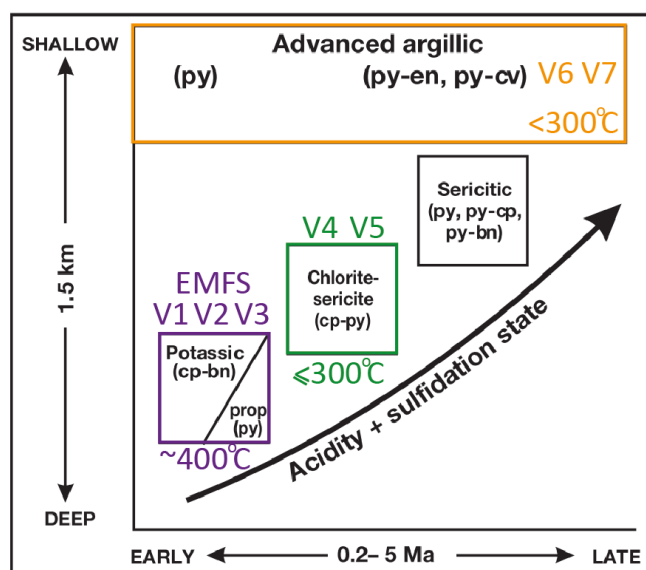 SHALLOW
Advanced argillic
(py)
(py-en, py-cv) V6 V7
<300℃
Sericitic
(py, py-cp,
py-bn)
V4 V5
Chlorite-
sericite
(cp-py)
⩽300℃
EMFS
V1 V2 V3
Potassic
(cp-bn)
prop
(py)
~400℃
1.5 km
Acidity + sulfidation state
DEEP
EARLY
0.2– 5 Ma
LATE